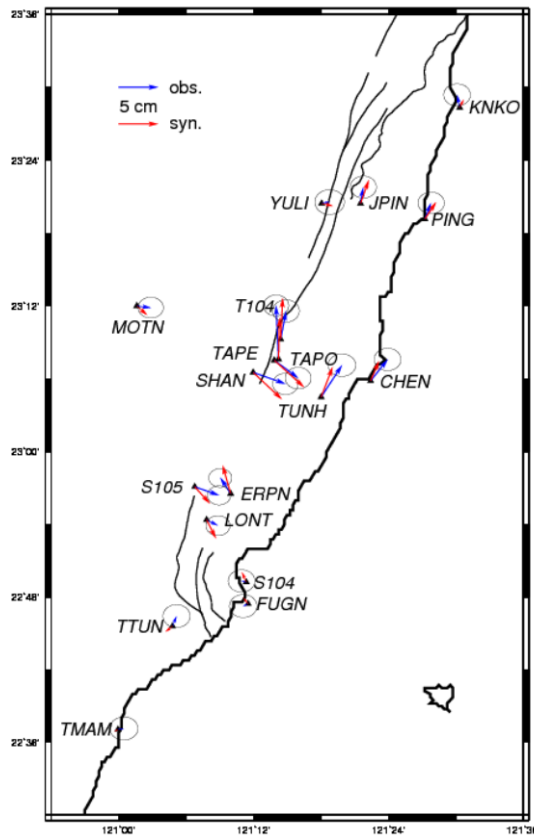 23°36'
obs.
5 cm
syn.
KNKO
23°24'
YULI
JPIN
PING
23°12'
T104
MOTN
TAPE
TAPO
SHAN
CHEN
TUNH
23°00'
S105
ERPN
LONT
S104
22°48'
FUGN
TTUN
TMAM
22°36'
121°00'
121°12'
121°24'
121°36'